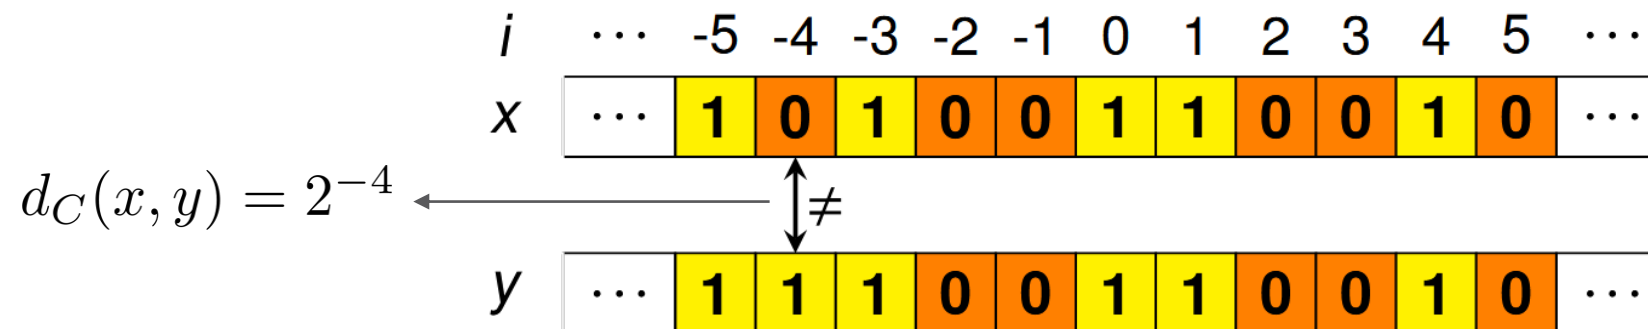 i ⋯ -5 -4 -3 -2 -1 0 1 2 3 4 5 ⋯
x ⋯ 1 0 1 0 0 1 1 0 0 1 0 ⋯
d_C(x, y) = 2^{-4} ≠
y ⋯ 1 1 1 0 0 1 1 0 0 1 0 ⋯